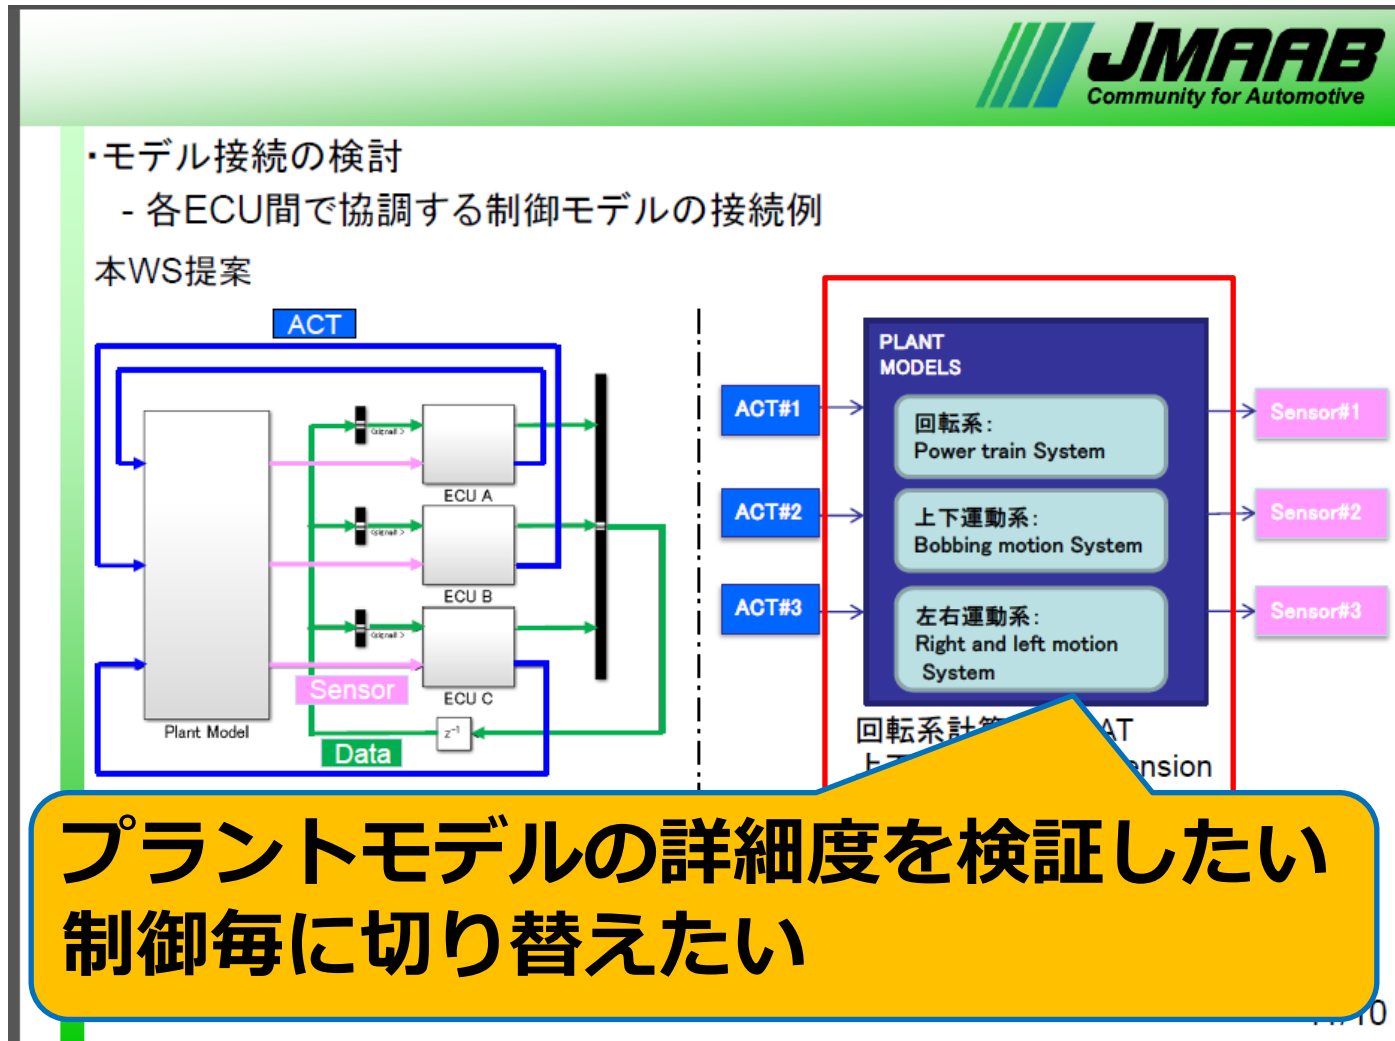 JMAAB
Community for Automotive
・モデル接続の検討
- 各ECU間で協調する制御モデルの接続例
本WS提案
ACT
ECU A
ECU B
ECU C
Plant Model
Sensor
Data
z⁻¹
PLANT
MODELS
ACT#1
ACT#2
ACT#3
回転系:
Power train System
上下運動系:
Bobbing motion System
左右運動系:
Right and left motion
System
Sensor#1
Sensor#2
Sensor#3
回転系計
プラントモデルの詳細度を検証したい
制御毎に切り替えたい